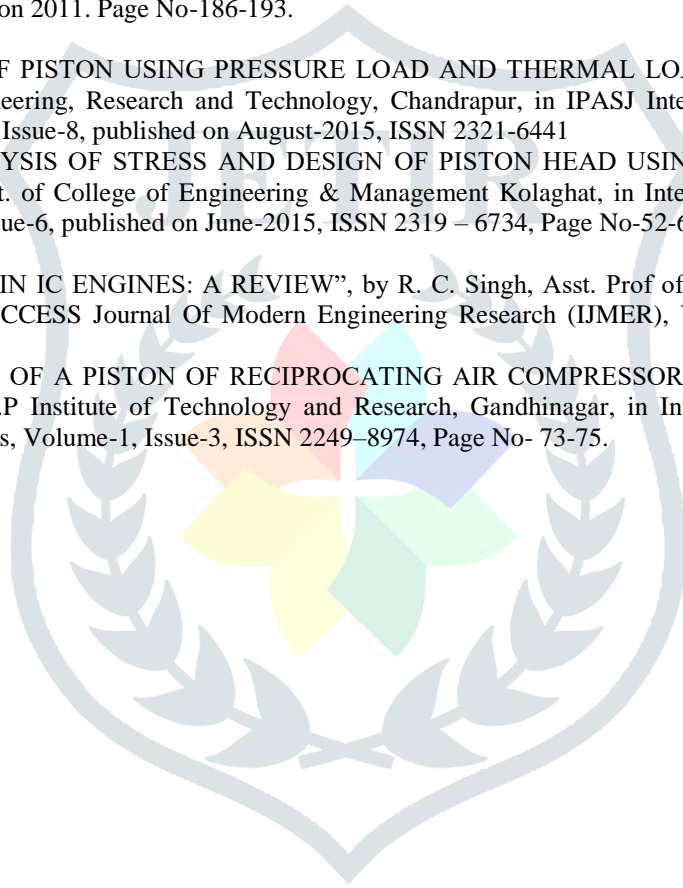 on 2011. Page No-186-193.
F PISTON USING PRESSURE LOAD AND THERMAL LOA
neering, Research and Technology, Chandrapur, in IPASJ Inte
Issue-8, published on August-2015, ISSN 2321-6441
YSIS OF STRESS AND DESIGN OF PISTON HEAD USIN
t. of College of Engineering & Management Kolaghat, in Inte
ue-6, published on June-2015, ISSN 2319 – 6734, Page No-52-6
IN IC ENGINES: A REVIEW”, by R. C. Singh, Asst. Prof of
CCESS Journal Of Modern Engineering Research (IJMER), V
OF A PISTON OF RECIPROCATING AIR COMPRESSOR
.P Institute of Technology and Research, Gandhinagar, in In
s, Volume-1, Issue-3, ISSN 2249–8974, Page No- 73-75.
JETIR